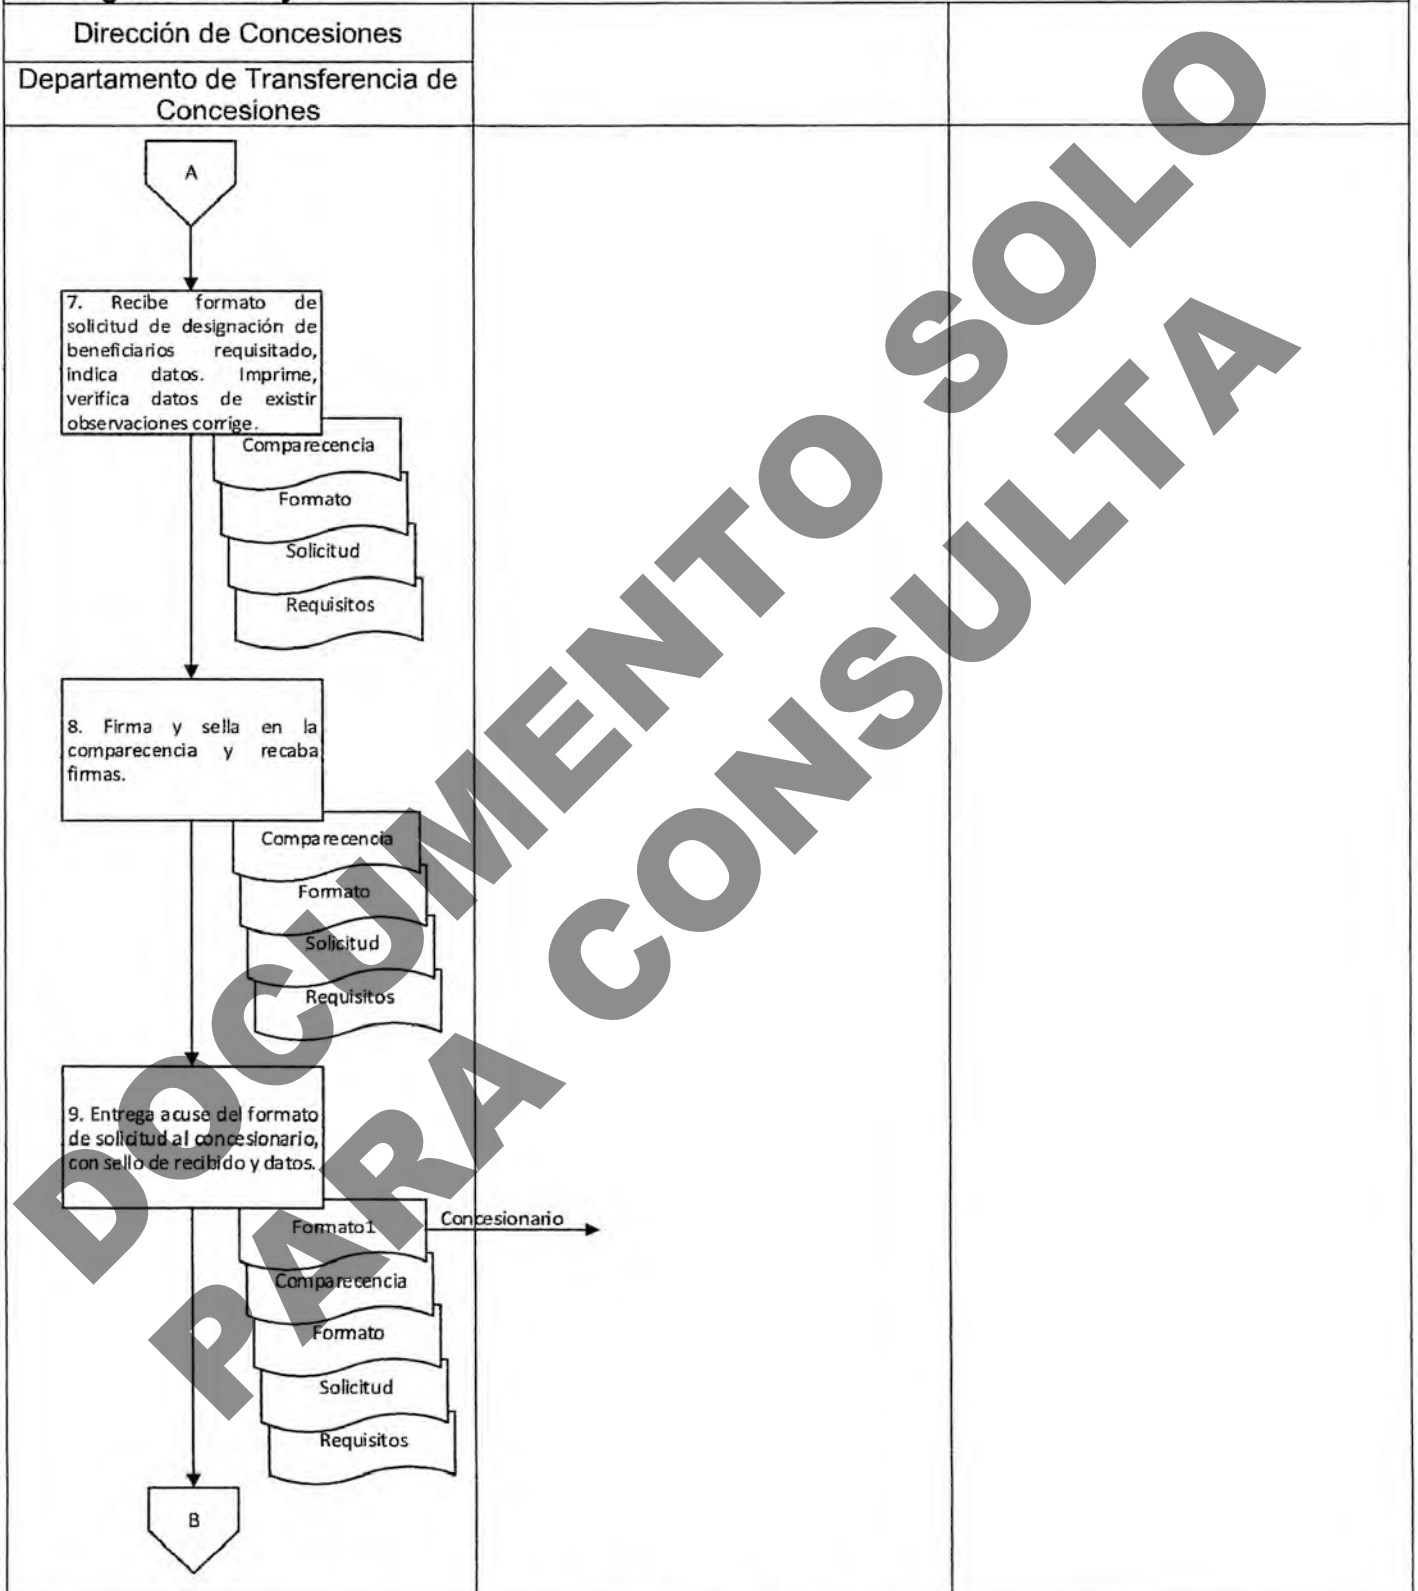 Dirección de Concesiones
Departamento de Transferencia de
Concesiones
A
7. Recibe formato de
solicitud de designación de
beneficiarios requisitado,
indica datos. Imprime,
verifica datos de existir
observaciones corrige.
Comparecencia
Formato
Solicitud
Requisitos
8. Firma y sella en la
comparecencia y recaba
firmas.
Comparecencia
Formato
Solicitud
Requisitos
9. Entrega acuse del formato
de solicitud al concesionario,
con sello de recibido y datos.
Formato1
Concesionario
Comparecencia
Formato
Solicitud
Requisitos
B
DOCUMENTO SOLO
PARA CONSULTA